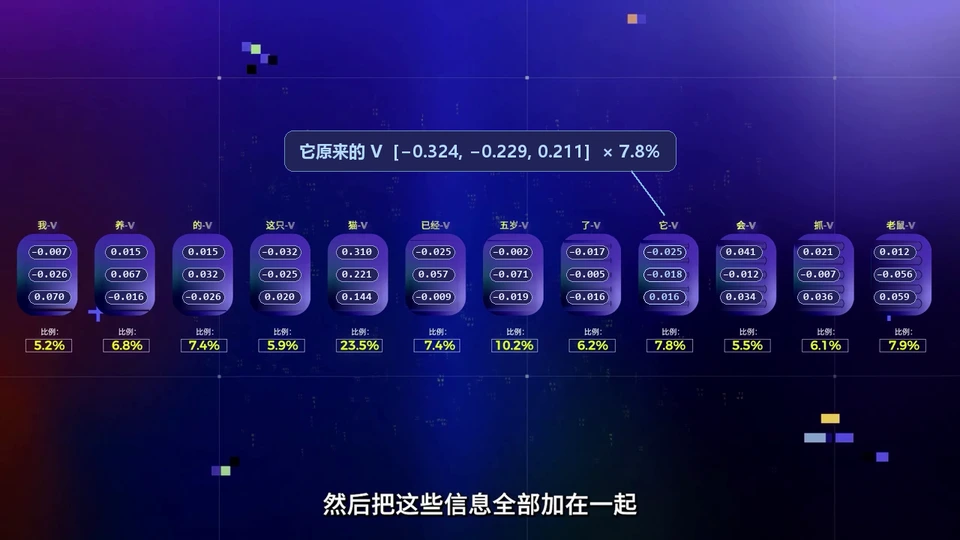 它原来的 V [−0.324, −0.229, 0.211] × 7.8%
我-V 养-V 的-V 这只-V 猫-V 已经-V 五岁-V 了-V 它-V 会-V 抓-V 老鼠-V
−0.007 0.015 0.015 −0.032 0.310 −0.025 −0.002 −0.017 −0.025 0.041 0.021 0.012
−0.026 0.067 0.032 −0.025 0.221 0.057 −0.071 −0.005 −0.018 −0.012 −0.007 −0.056
0.070 −0.016 −0.026 0.020 0.144 −0.009 −0.019 −0.016 0.016 0.034 0.036 0.059
比例: 比例: 比例: 比例: 比例: 比例: 比例: 比例: 比例: 比例: 比例: 比例:
5.2% 6.8% 7.4% 5.9% 23.5% 7.4% 10.2% 6.2% 7.8% 5.5% 6.1% 7.9%
然后把这些信息全部加在一起